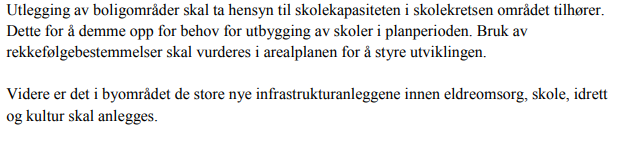 Utlegging av boligområder skal ta hensyn til skolekapasiteten i skolekretsen området tilhører.
Dette for å demme opp for behov for utbygging av skoler i planperioden. Bruk av
rekkefølgebestemmelser skal vurderes i arealplanen for å styre utviklingen.
Videre er det i byområdet de store nye infrastrukturanleggene innen eldreomsorg, skole, idrett
og kultur skal anlegges.